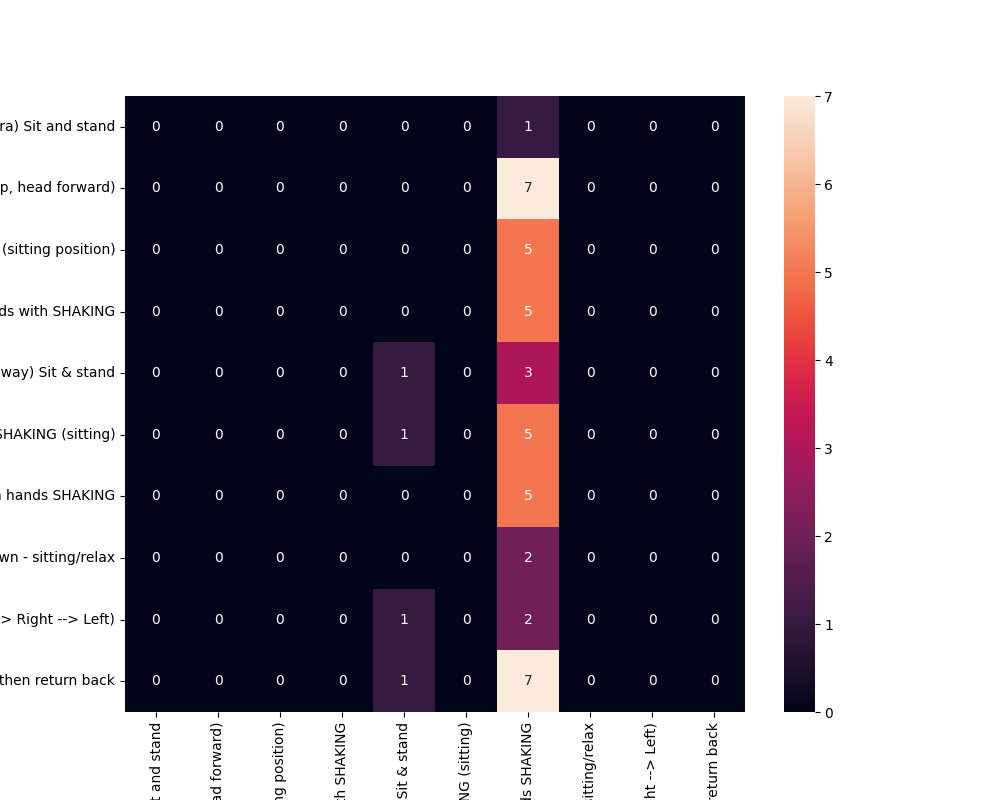 ra) Sit and stand 0 0 0 0 0 0 1 0 0 0
p, head forward) 0 0 0 0 0 0 7 0 0 0
(sitting position) 0 0 0 0 0 0 5 0 0 0
ds with SHAKING 0 0 0 0 0 0 5 0 0 0
way) Sit & stand 0 0 0 0 1 0 3 0 0 0
SHAKING (sitting) 0 0 0 0 1 0 5 0 0 0
hands SHAKING 0 0 0 0 0 0 5 0 0 0
wn - sitting/relax 0 0 0 0 0 0 2 0 0 0
> Right --> Left) 0 0 0 0 1 0 2 0 0 0
then return back 0 0 0 0 1 0 7 0 0 0
t and stand
ad forward)
ng position)
th SHAKING
Sit & stand
NG (sitting)
ds SHAKING
sitting/relax
ht --> Left)
return back
7
6
5
4
3
2
1
0